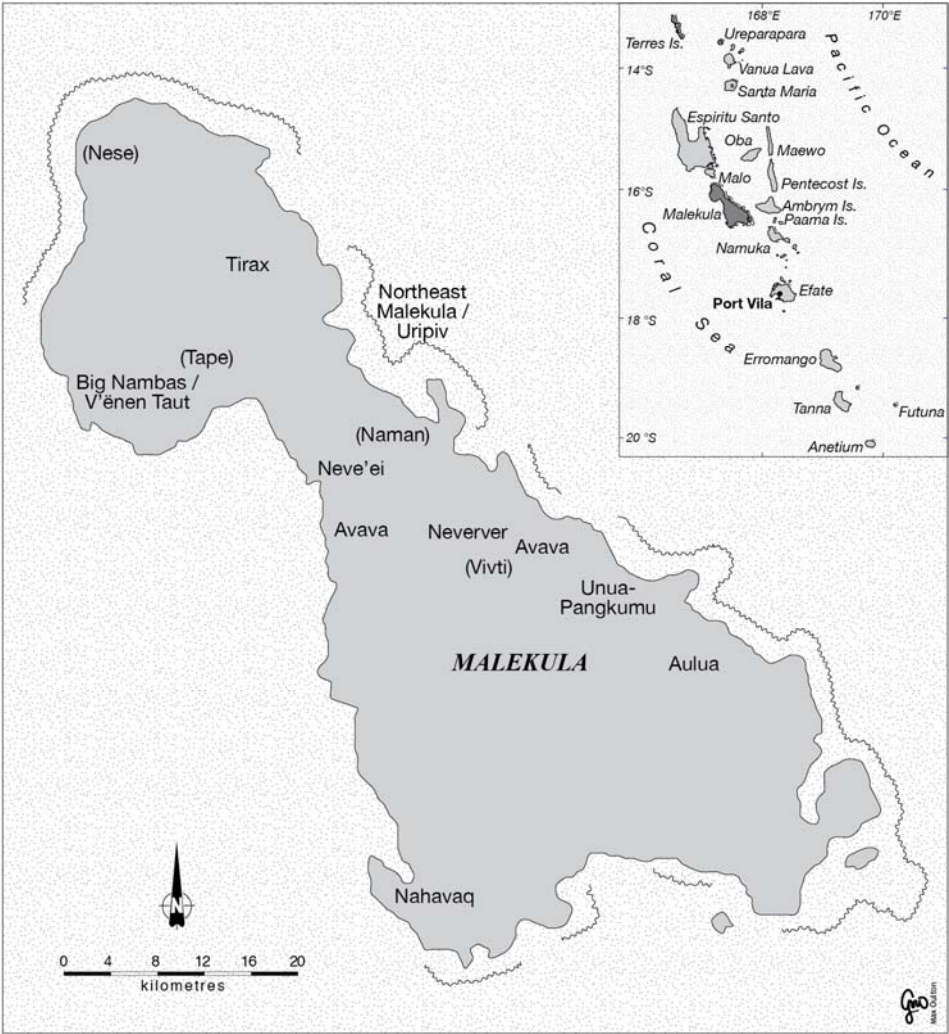 168°E
170°E
Terres Is.
Ureparapara
14°S
Vanua Lava
Santa Maria
Pacific Ocean
Espiritu Santo
Oba
Maewo
Malo
Pentecost Is.
16°S
Malekula
Ambrym Is.
Paama Is.
Namuka
Coral Sea
Efate
Port Vila
18°S
Erromango
Tanna
Futuna
20°S
Anetium
(Nese)
Tirax
Northeast
Malekula /
Uripiv
(Tape)
Big Nambas /
V'ënen Taut
(Naman)
Neve'ei
Avava
Neverver
Avava
(Vivti)
Unua-
Pangkumu
MALEKULA
Aulua
Nahavaq
N
0 4 8 12 16 20
kilometres